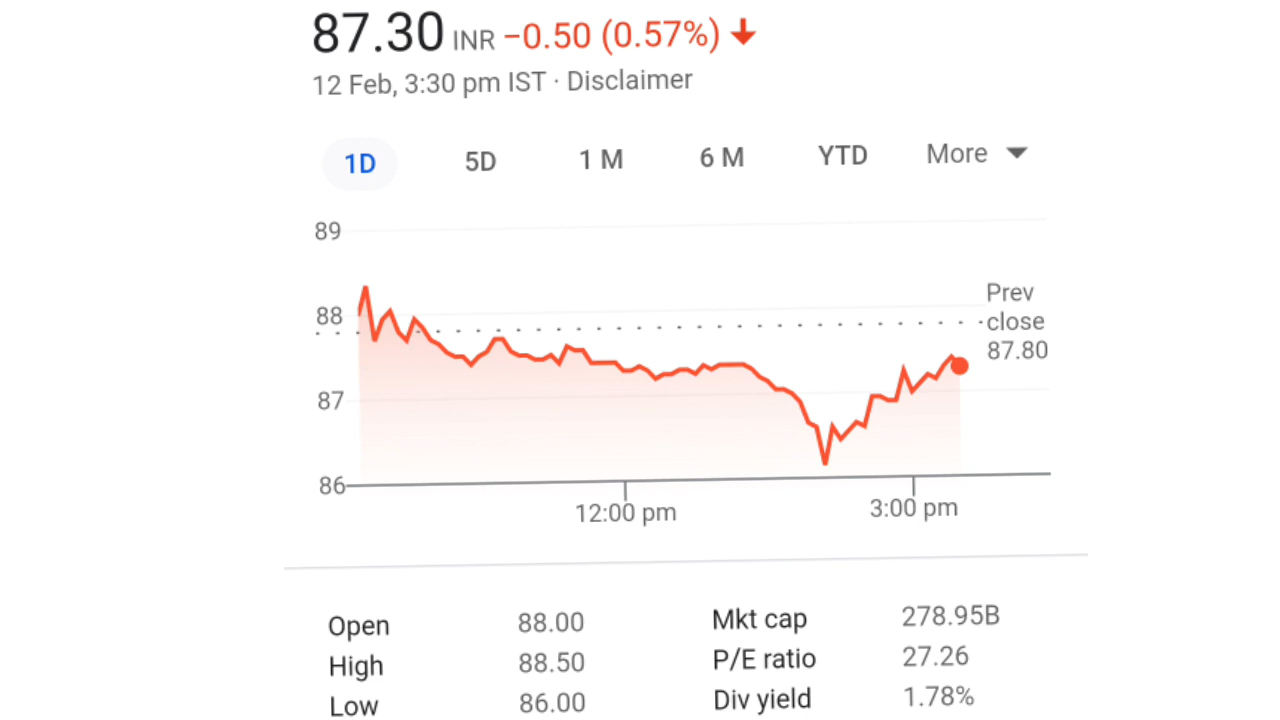 87.30 INR −0.50 (0.57%)
12 Feb, 3:30 pm IST · Disclaimer
1D 5D 1 M 6 M YTD More
89
88
87
86
Prev
close
87.80
12:00 pm 3:00 pm
Open 88.00 Mkt cap 278.95B
High 88.50 P/E ratio 27.26
Low 86.00 Div yield 1.78%